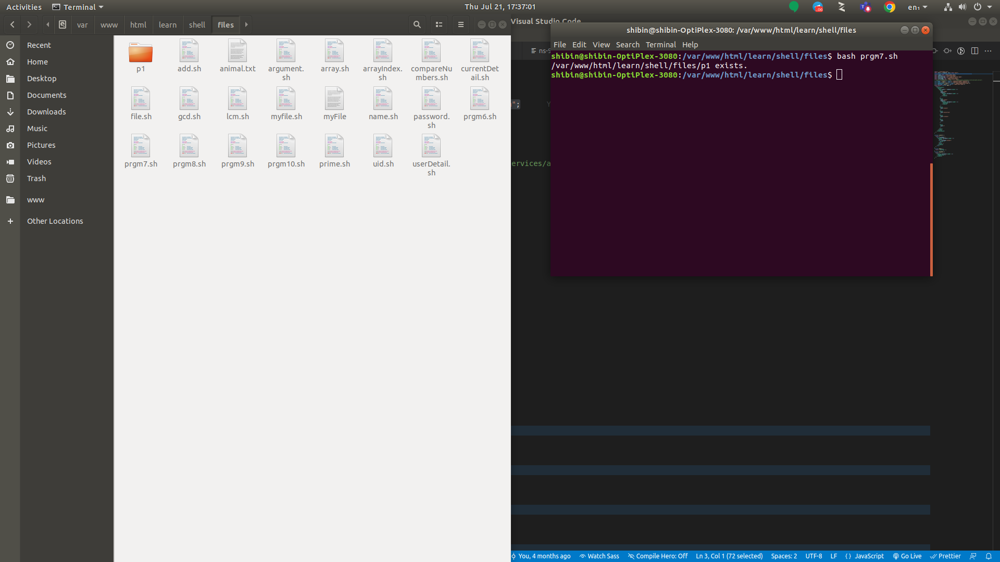 Activities Terminal Thu Jul 21, 17:37:01 en₁
var www html learn shell files
Recent
Home
Desktop
Documents
Downloads
Music
Pictures
Videos
Trash
www
Other Locations
p1 add.sh animal.txt argument.sh array.sh arrayIndex.sh compareNumbers.sh currentDetail.sh
file.sh gcd.sh lcm.sh myfile.sh myFile name.sh password.sh prgm6.sh
prgm7.sh prgm8.sh prgm9.sh prgm10.sh prime.sh uid.sh userDetail.sh
Visual Studio Code
shibin@shibin-OptiPlex-3080: /var/www/html/learn/shell/files
File Edit View Search Terminal Help
shibin@shibin-OptiPlex-3080:/var/www/html/learn/shell/files$ bash prgm7.sh
/var/www/html/learn/shell/files/p1 exists.
shibin@shibin-OptiPlex-3080:/var/www/html/learn/shell/files$
";
ervices/a
You, 4 months ago Watch Sass Compile Hero: Off Ln 3, Col 1 (72 selected) Spaces: 2 UTF-8 LF {} JavaScript Go Live Prettier